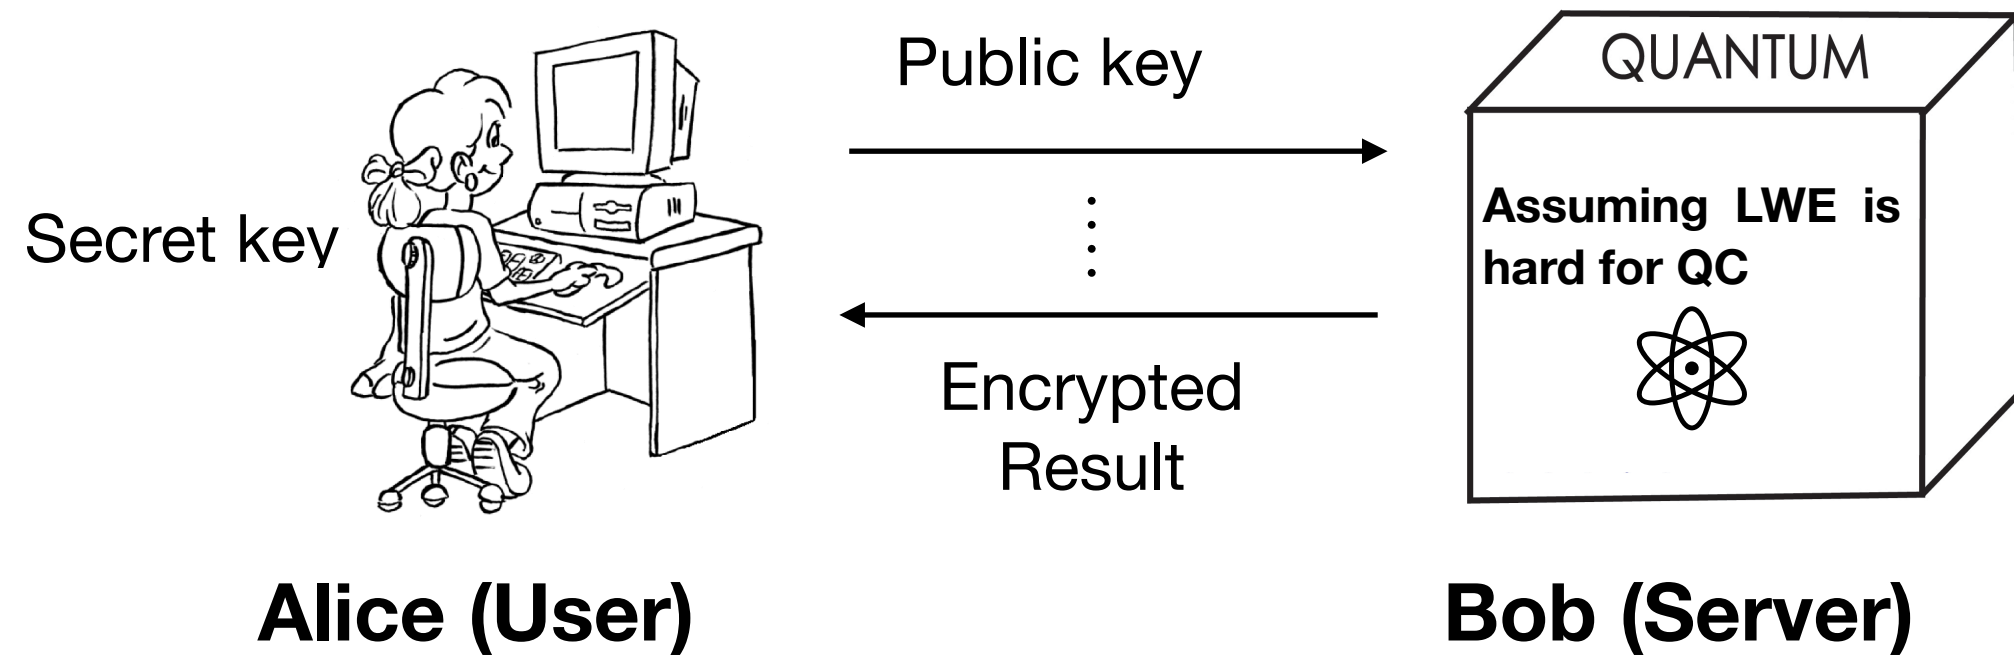 Public key
QUANTUM
Secret key
Assuming LWE is
hard for QC
Encrypted
Result
Alice (User)
Bob (Server)